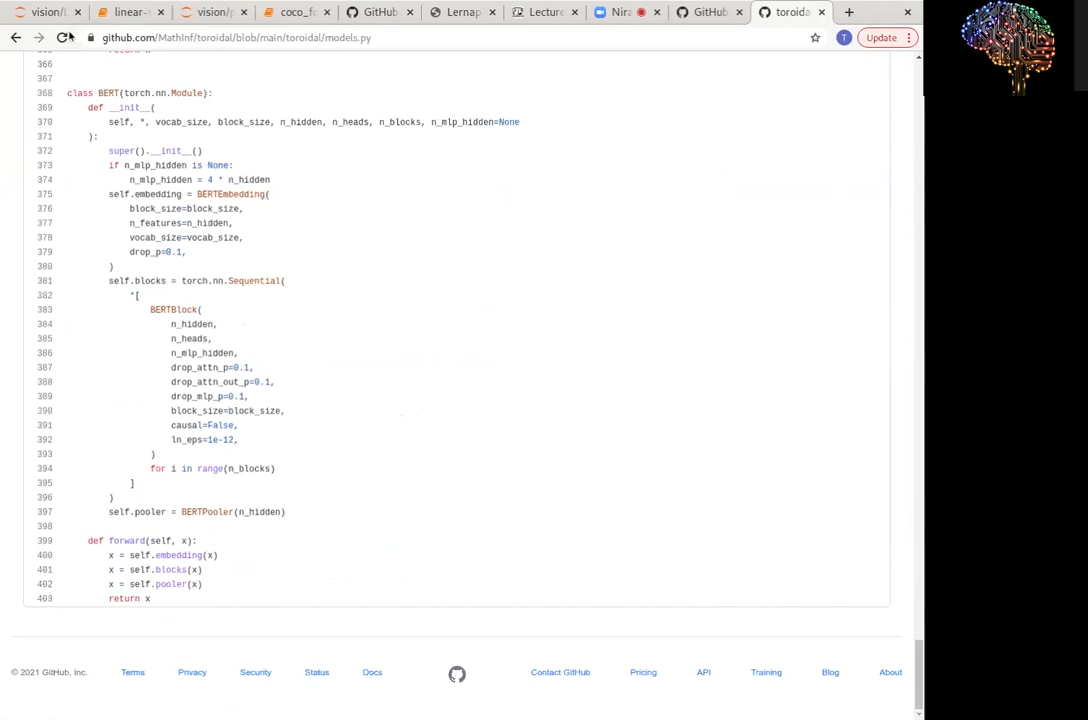 vision/l
linear-s
vision/p
coco_fo
GitHub
Lernap
Lecture
Nira
GitHub
toroida
github.com/MathInf/toroidal/blob/main/toroidal/models.py
T
Update
366
367
368 class BERT(torch.nn.Module):
369 def __init__(
370 self, *, vocab_size, block_size, n_hidden, n_heads, n_blocks, n_mlp_hidden=None
371 ):
372 super().__init__()
373 if n_mlp_hidden is None:
374 n_mlp_hidden = 4 * n_hidden
375 self.embedding = BERTEmbedding(
376 block_size=block_size,
377 n_features=n_hidden,
378 vocab_size=vocab_size,
379 drop_p=0.1,
380 )
381 self.blocks = torch.nn.Sequential(
382 *[
383 BERTBlock(
384 n_hidden,
385 n_heads,
386 n_mlp_hidden,
387 drop_attn_p=0.1,
388 drop_attn_out_p=0.1,
389 drop_mlp_p=0.1,
390 block_size=block_size,
391 causal=False,
392 ln_eps=1e-12,
393 )
394 for i in range(n_blocks)
395 ]
396 )
397 self.pooler = BERTPooler(n_hidden)
398
399 def forward(self, x):
400 x = self.embedding(x)
401 x = self.blocks(x)
402 x = self.pooler(x)
403 return x
© 2021 GitHub, Inc. Terms Privacy Security Status Docs Contact GitHub Pricing API Training Blog About